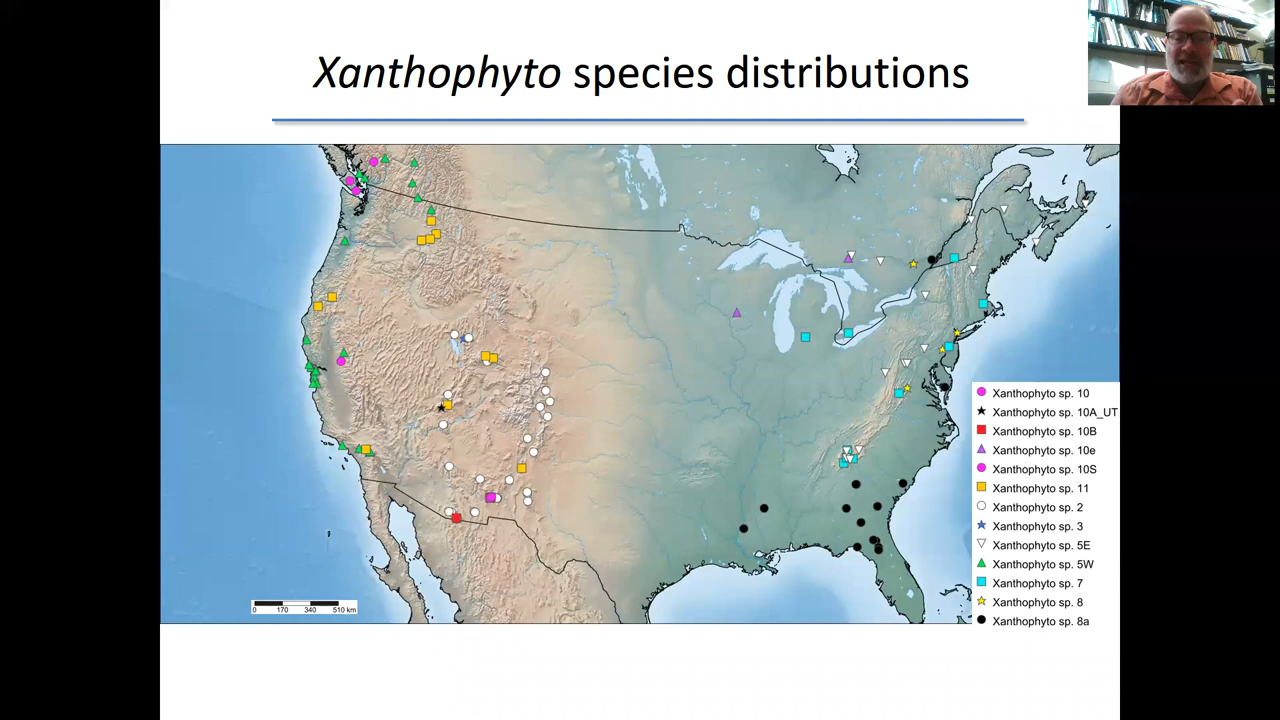 Xanthophyto species distributions
Xanthophyto sp. 10
Xanthophyto sp. 10A_UT
Xanthophyto sp. 10B
Xanthophyto sp. 10e
Xanthophyto sp. 10S
Xanthophyto sp. 11
Xanthophyto sp. 2
Xanthophyto sp. 3
Xanthophyto sp. 5E
Xanthophyto sp. 5W
Xanthophyto sp. 7
Xanthophyto sp. 8
Xanthophyto sp. 8a
0 170 340 510 km